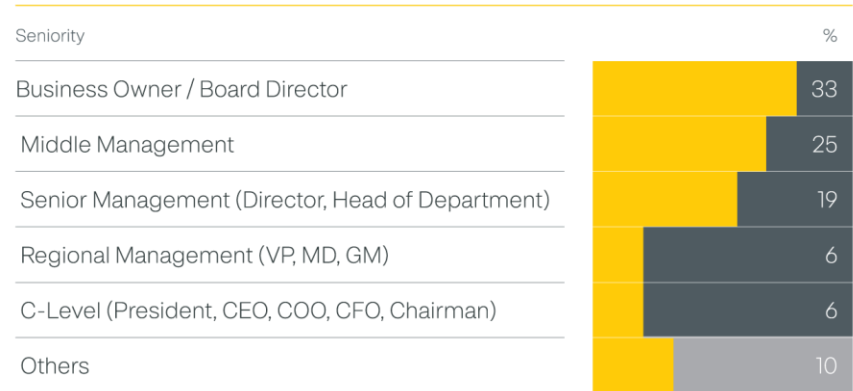 Seniority %
Business Owner / Board Director 33
Middle Management 25
Senior Management (Director, Head of Department) 19
Regional Management (VP, MD, GM) 6
C-Level (President, CEO, COO, CFO, Chairman) 6
Others 10